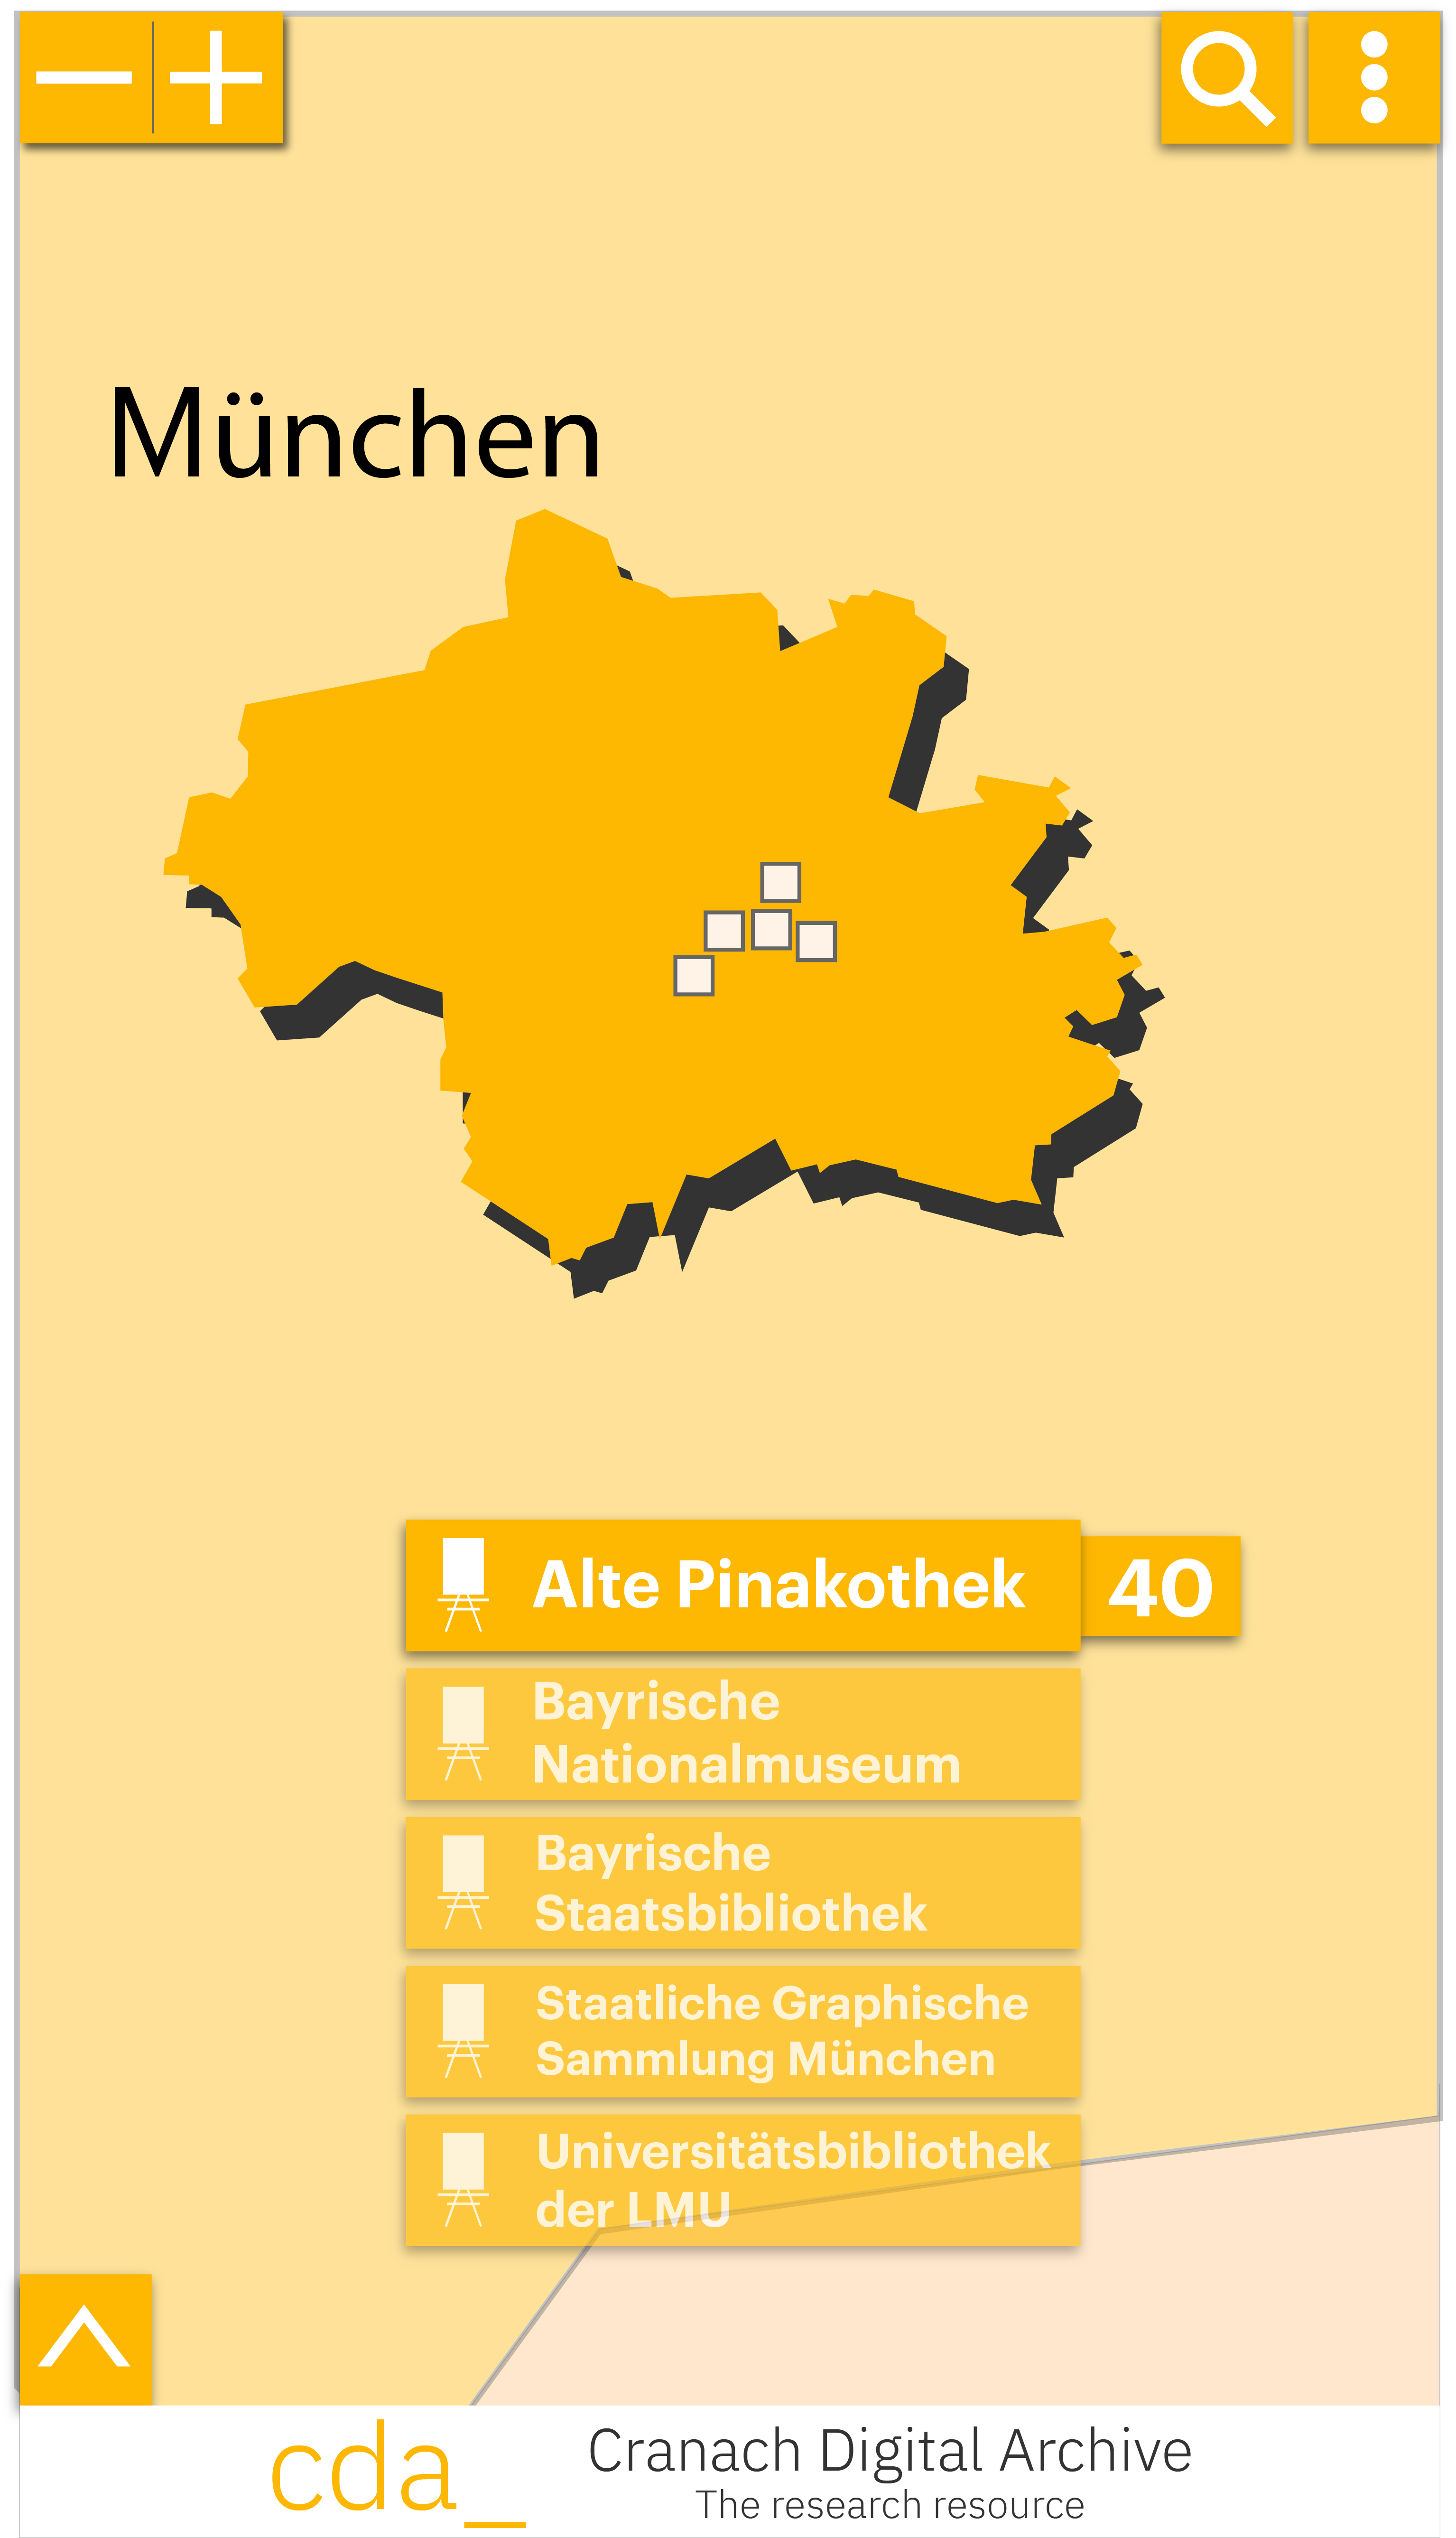 München
Alte Pinakothek
40
Bayrische
Nationalmuseum
Bayrische
Staatsbibliothek
Staatliche Graphische
Sammlung München
Universitätsbibliothek
der LMU
cda_
Cranach Digital Archive
The research resource